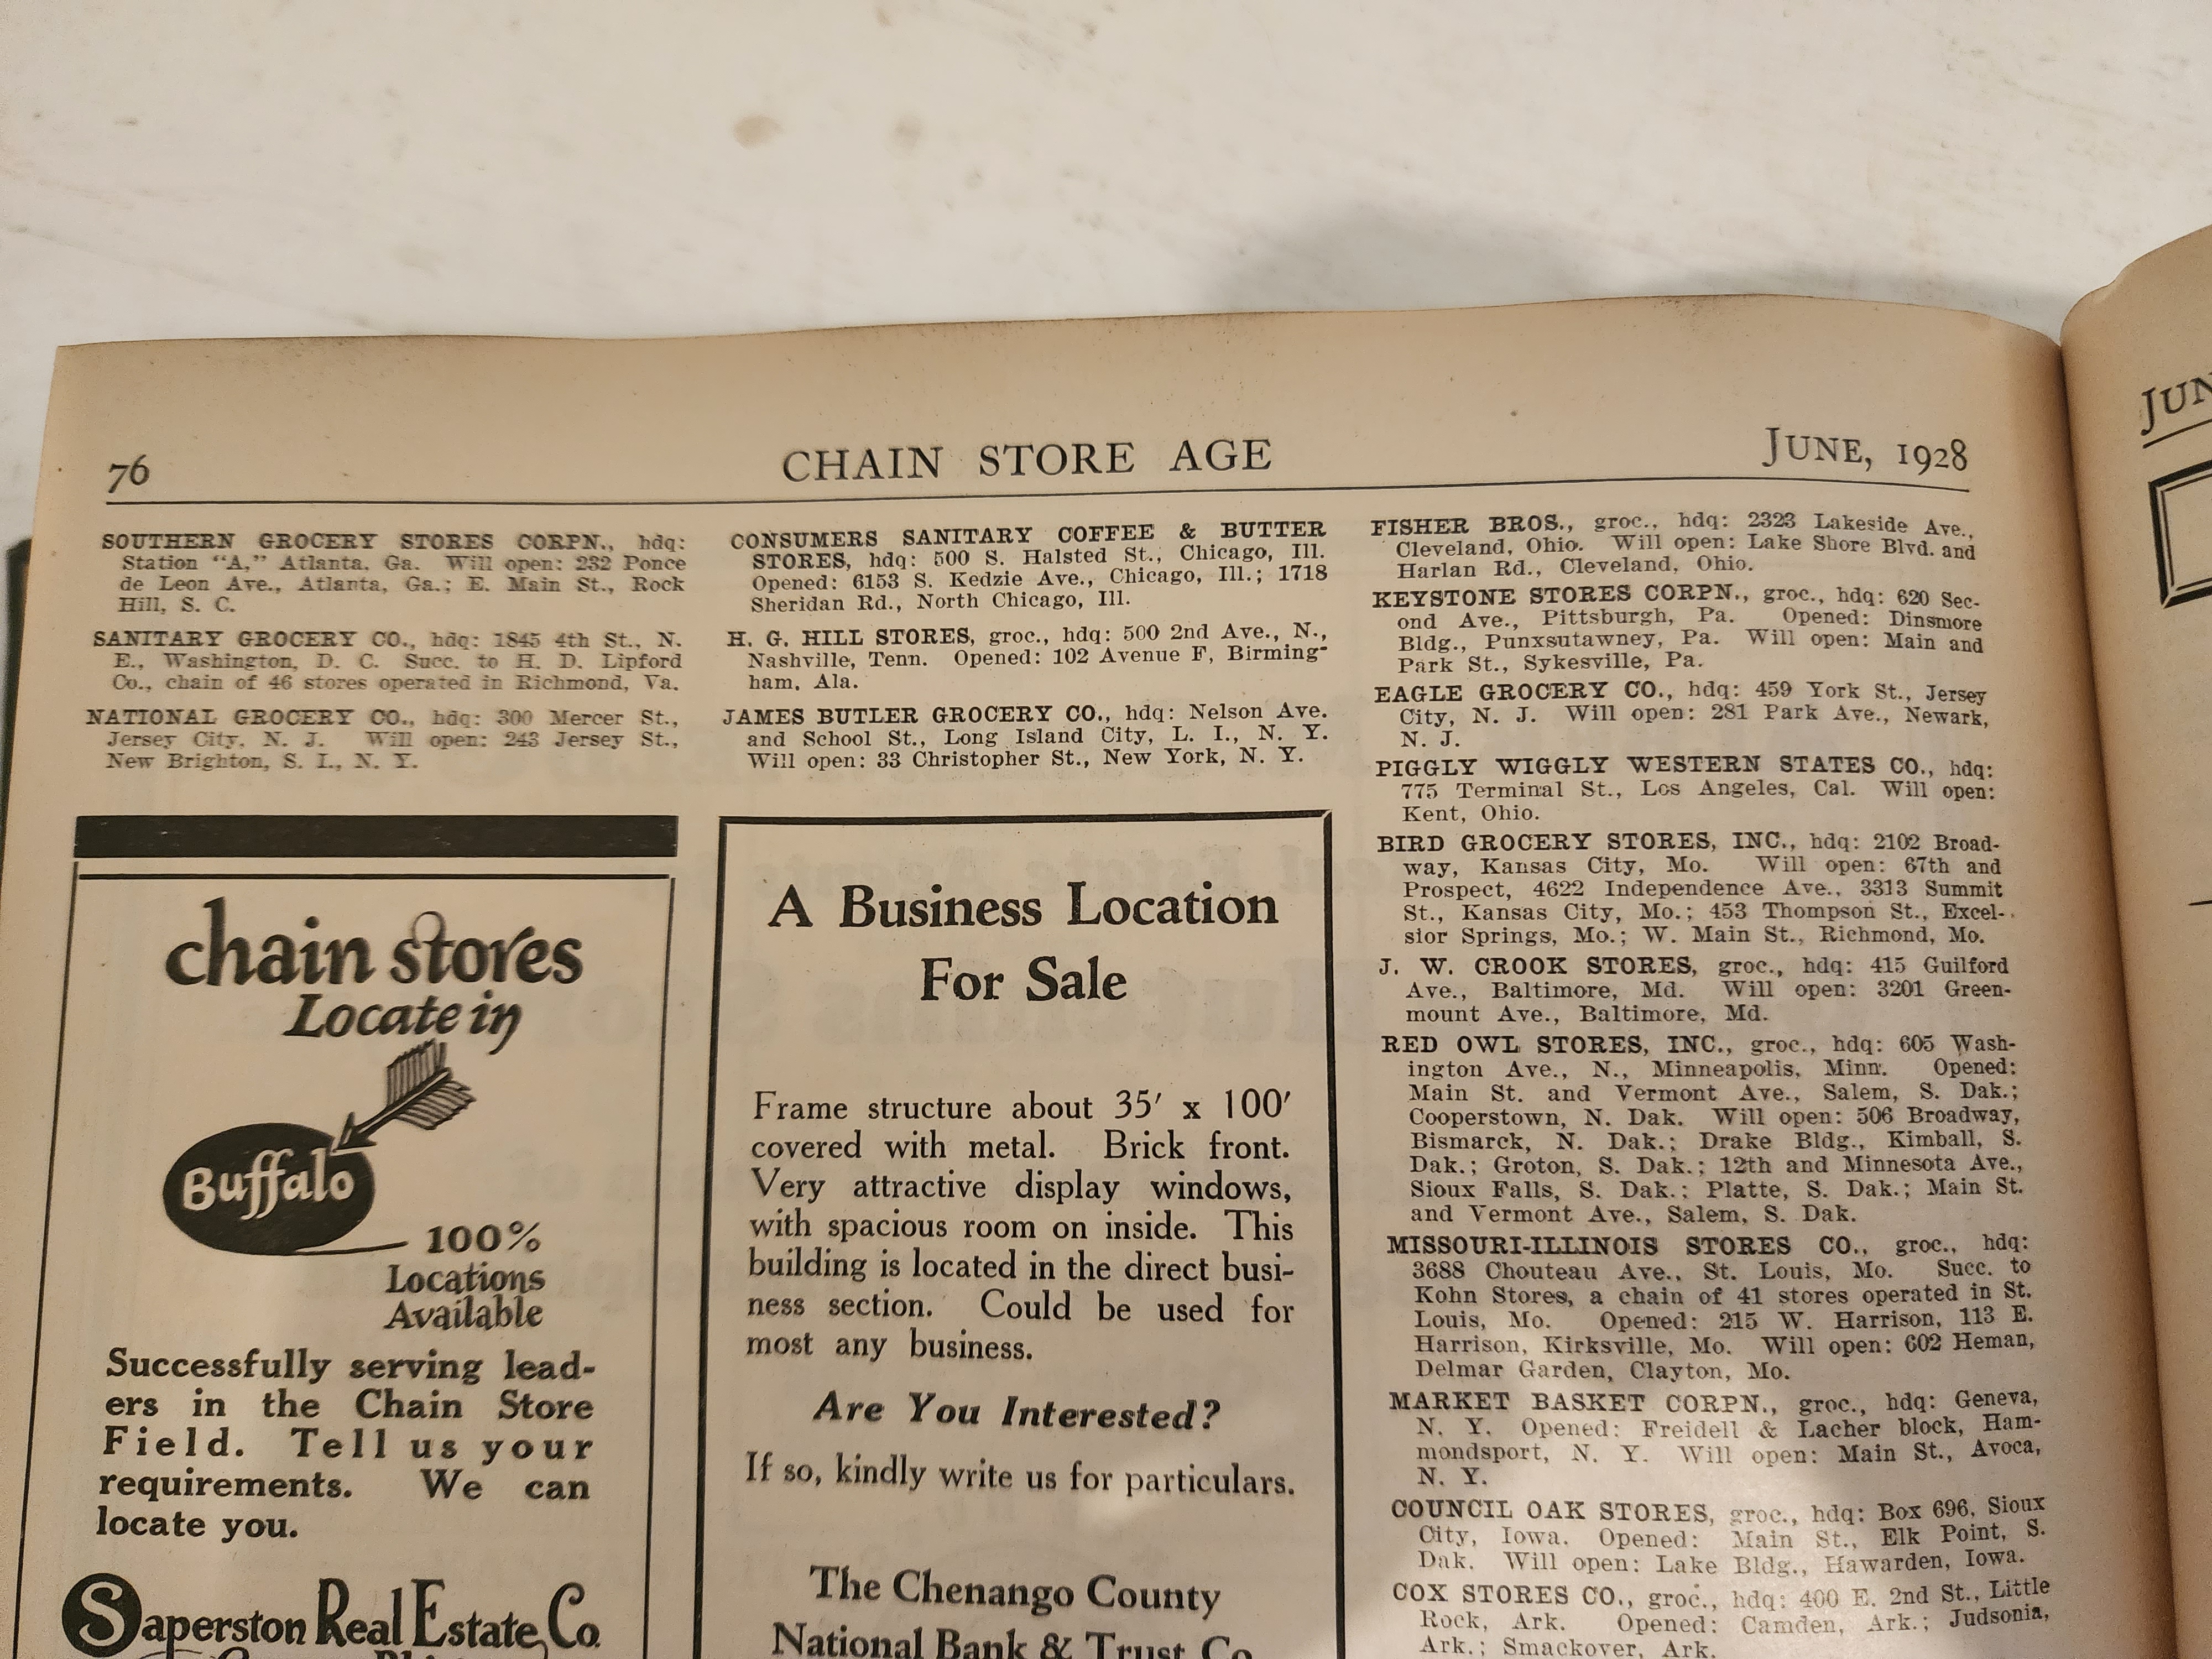 76
CHAIN STORE AGE
JUNE, 1928
SOUTHERN GROCERY STORES CORPN., hdq:
Station "A," Atlanta, Ga. Will open: 232 Ponce
de Leon Ave., Atlanta, Ga.; E. Main St., Rock
Hill, S. C.
SANITARY GROCERY CO., hdq: 1845 4th St., N.
E., Washington, D. C. Succ. to H. D. Lipford
Co., chain of 46 stores operated in Richmond, Va.
NATIONAL GROCERY CO., hdq: 300 Mercer St.,
Jersey City, N. J. Will open: 243 Jersey St.,
New Brighton, S. I., N. Y.
chain stores
Locate in
Buffalo
100%
Locations
Available
Successfully serving lead-
ers in the Chain Store
Field. Tell us your
requirements. We can
locate you.
Saperston Real Estate Co.
CONSUMERS SANITARY COFFEE & BUTTER
STORES, hdq: 500 S. Halsted St., Chicago, Ill.
Opened: 6153 S. Kedzie Ave., Chicago, Ill.; 1718
Sheridan Rd., North Chicago, Ill.
H. G. HILL STORES, groc., hdq: 500 2nd Ave., N.,
Nashville, Tenn. Opened: 102 Avenue F, Birming-
ham, Ala.
JAMES BUTLER GROCERY CO., hdq: Nelson Ave.
and School St., Long Island City, L. I., N. Y.
Will open: 33 Christopher St., New York, N. Y.
A Business Location
For Sale
Frame structure about 35' x 100'
covered with metal. Brick front.
Very attractive display windows,
with spacious room on inside. This
building is located in the direct busi-
ness section. Could be used for
most any business.
Are You Interested?
If so, kindly write us for particulars.
The Chenango County
National Bank & Trust Co.
FISHER BROS., groc., hdq: 2323 Lakeside Ave.,
Cleveland, Ohio. Will open: Lake Shore Blvd. and
Harlan Rd., Cleveland, Ohio.
KEYSTONE STORES CORPN., groc., hdq: 620 Sec-
ond Ave., Pittsburgh, Pa. Opened: Dinsmore
Bldg., Punxsutawney, Pa. Will open: Main and
Park St., Sykesville, Pa.
EAGLE GROCERY CO., hdq: 459 York St., Jersey
City, N. J. Will open: 281 Park Ave., Newark,
N. J.
PIGGLY WIGGLY WESTERN STATES CO., hdq:
775 Terminal St., Los Angeles, Cal. Will open:
Kent, Ohio.
BIRD GROCERY STORES, INC., hdq: 2102 Broad-
way, Kansas City, Mo. Will open: 67th and
Prospect, 4622 Independence Ave., 3313 Summit
St., Kansas City, Mo.; 453 Thompson St., Excel-
sior Springs, Mo.; W. Main St., Richmond, Mo.
J. W. CROOK STORES, groc., hdq: 415 Guilford
Ave., Baltimore, Md. Will open: 3201 Green-
mount Ave., Baltimore, Md.
RED OWL STORES, INC., groc., hdq: 605 Wash-
ington Ave., N., Minneapolis, Minn. Opened:
Main St. and Vermont Ave., Salem, S. Dak.;
Cooperstown, N. Dak. Will open: 506 Broadway,
Bismarck, N. Dak.; Drake Bldg., Kimball, S.
Dak.; Groton, S. Dak.; 12th and Minnesota Ave.,
Sioux Falls, S. Dak.; Platte, S. Dak.; Main St.
and Vermont Ave., Salem, S. Dak.
MISSOURI-ILLINOIS STORES CO., groc., hdq:
3688 Chouteau Ave., St. Louis, Mo. Succ. to
Kohn Stores, a chain of 41 stores operated in St.
Louis, Mo. Opened: 215 W. Harrison, 113 E.
Harrison, Kirksville, Mo. Will open: 602 Heman,
Delmar Garden, Clayton, Mo.
MARKET BASKET CORPN., groc., hdq: Geneva,
N. Y. Opened: Freidell & Lacher block, Ham-
mondsport, N. Y. Will open: Main St., Avoca,
N. Y.
COUNCIL OAK STORES, groc., hdq: Box 696, Sioux
City, Iowa. Opened: Main St., Elk Point, S.
Dak. Will open: Lake Bldg., Hawarden, Iowa.
COX STORES CO., groc., hdq: 400 E. 2nd St., Little
Rock, Ark. Opened: Camden, Ark.; Judsonia,
Ark.; Smackover, Ark.